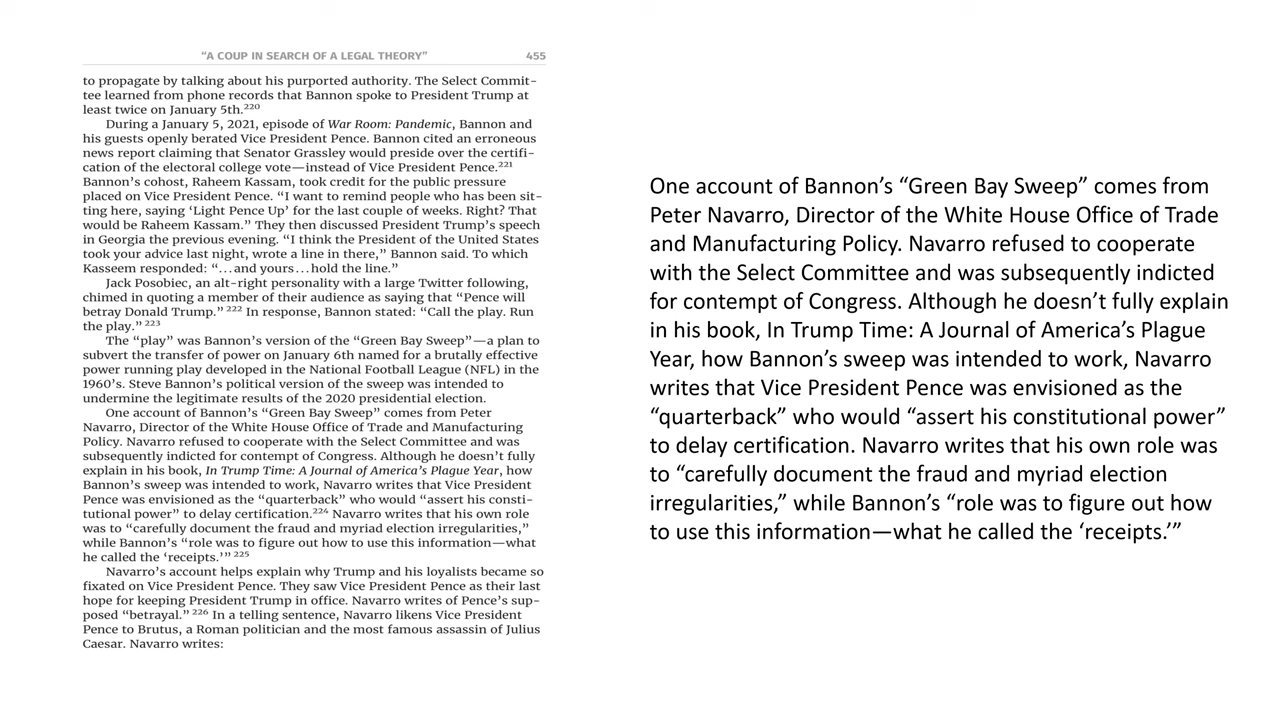 “A COUP IN SEARCH OF A LEGAL THEORY” 455
to propagate by talking about his purported authority. The Select Commit-
tee learned from phone records that Bannon spoke to President Trump at
least twice on January 5th.²²⁰
During a January 5, 2021, episode of War Room: Pandemic, Bannon and
his guests openly berated Vice President Pence. Bannon cited an erroneous
news report claiming that Senator Grassley would preside over the certifi-
cation of the electoral college vote—instead of Vice President Pence.²²¹
Bannon’s cohost, Raheem Kassam, took credit for the public pressure
placed on Vice President Pence. “I want to remind people who has been sit-
ting here, saying ‘Light Pence Up’ for the last couple of weeks. Right? That
would be Raheem Kassam.” They then discussed President Trump’s speech
in Georgia the previous evening. “I think the President of the United States
took your advice last night, wrote a line in there,” Bannon said. To which
Kasseem responded: “...and yours...hold the line.”
Jack Posobiec, an alt-right personality with a large Twitter following,
chimed in quoting a member of their audience as saying that “Pence will
betray Donald Trump.” ²²² In response, Bannon stated: “Call the play. Run
the play.” ²²³
The “play” was Bannon’s version of the “Green Bay Sweep”—a plan to
subvert the transfer of power on January 6th named for a brutally effective
power running play developed in the National Football League (NFL) in the
1960’s. Steve Bannon’s political version of the sweep was intended to
undermine the legitimate results of the 2020 presidential election.
One account of Bannon’s “Green Bay Sweep” comes from Peter
Navarro, Director of the White House Office of Trade and Manufacturing
Policy. Navarro refused to cooperate with the Select Committee and was
subsequently indicted for contempt of Congress. Although he doesn’t fully
explain in his book, In Trump Time: A Journal of America’s Plague Year, how
Bannon’s sweep was intended to work, Navarro writes that Vice President
Pence was envisioned as the “quarterback” who would “assert his consti-
tutional power” to delay certification.²²⁴ Navarro writes that his own role
was to “carefully document the fraud and myriad election irregularities,”
while Bannon’s “role was to figure out how to use this information—what
he called the ‘receipts.’” ²²⁵
Navarro’s account helps explain why Trump and his loyalists became so
fixated on Vice President Pence. They saw Vice President Pence as their last
hope for keeping President Trump in office. Navarro writes of Pence’s sup-
posed “betrayal.” ²²⁶ In a telling sentence, Navarro likens Vice President
Pence to Brutus, a Roman politician and the most famous assassin of Julius
Caesar. Navarro writes:
One account of Bannon’s “Green Bay Sweep” comes from
Peter Navarro, Director of the White House Office of Trade
and Manufacturing Policy. Navarro refused to cooperate
with the Select Committee and was subsequently indicted
for contempt of Congress. Although he doesn’t fully explain
in his book, In Trump Time: A Journal of America’s Plague
Year, how Bannon’s sweep was intended to work, Navarro
writes that Vice President Pence was envisioned as the
“quarterback” who would “assert his constitutional power”
to delay certification. Navarro writes that his own role was
to “carefully document the fraud and myriad election
irregularities,” while Bannon’s “role was to figure out how
to use this information—what he called the ‘receipts.’”